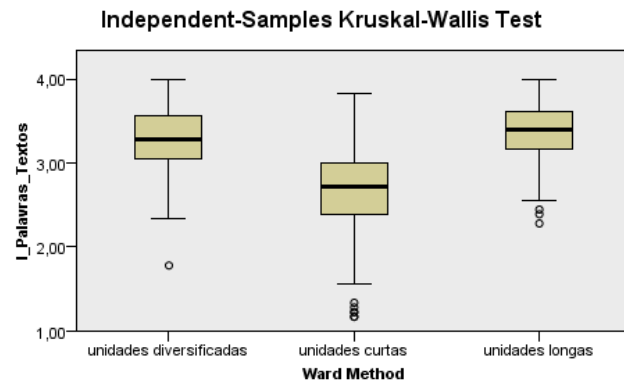 Independent-Samples Kruskal-Wallis Test
4,00
3,00
2,00
1,00
I_Palavras_Textos
unidades diversificadas unidades curtas unidades longas
Ward Method